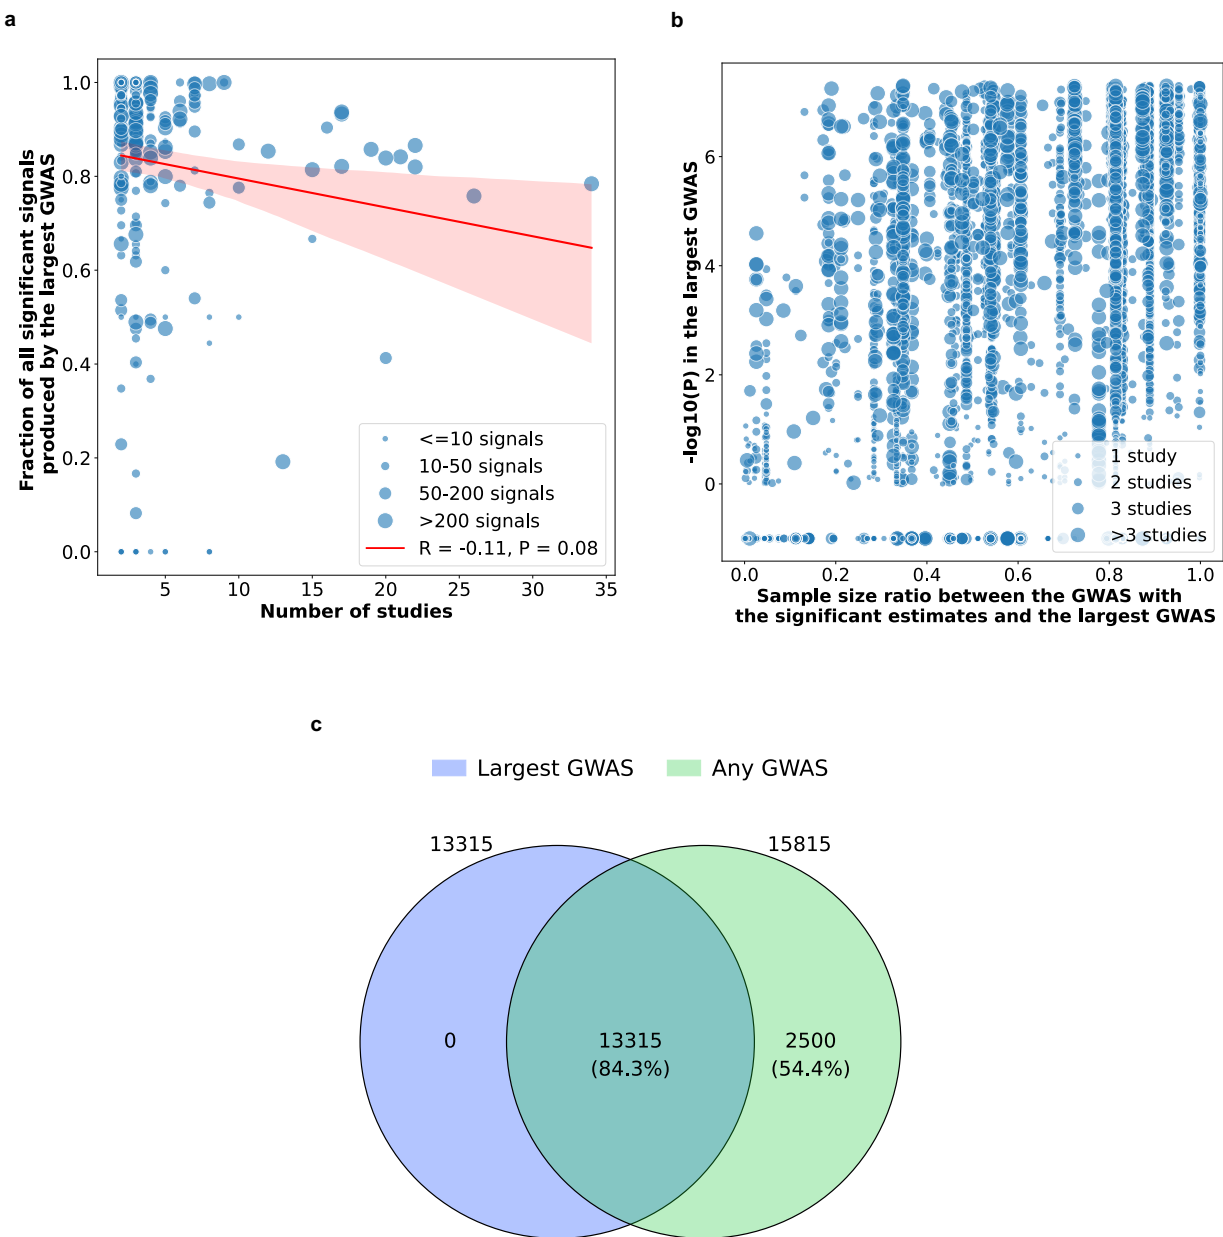 a
Fraction of all significant signals
produced by the largest GWAS
1.0
0.8
0.6
0.4
0.2
0.0
5
10
15
20
25
30
35
Number of studies
<=10 signals
10-50 signals
50-200 signals
>200 signals
R = -0.11, P = 0.08
b
-log10(P) in the largest GWAS
6
4
2
0
0.0
0.2
0.4
0.6
0.8
1.0
Sample size ratio between the GWAS with
the significant estimates and the largest GWAS
1 study
2 studies
3 studies
>3 studies
c
Largest GWAS
Any GWAS
13315
15815
0
13315
(84.3%)
2500
(54.4%)